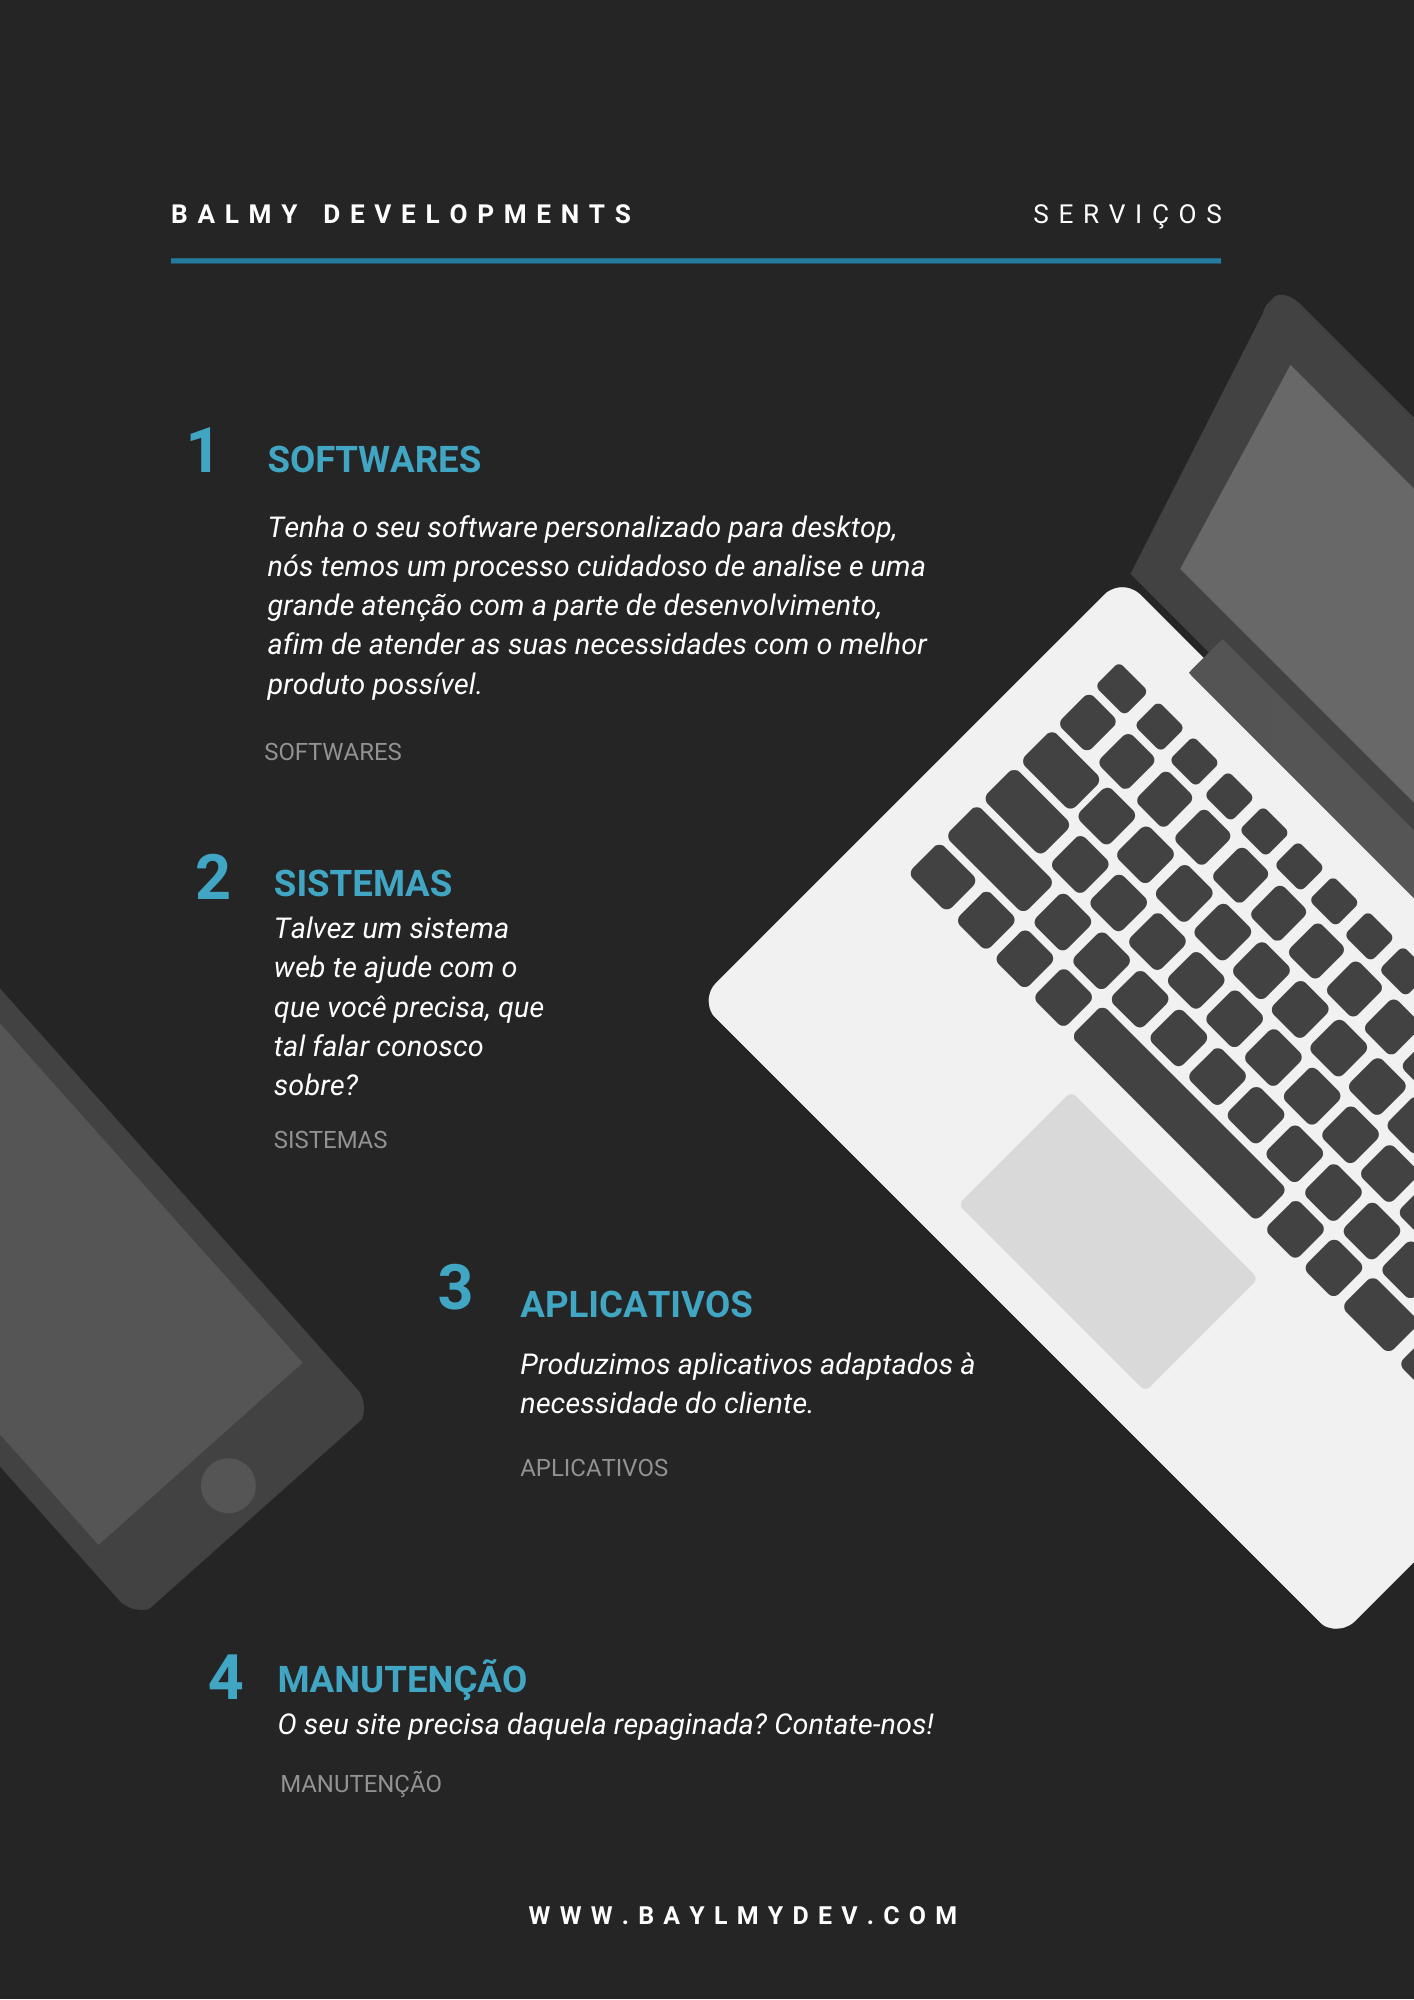 BALMY DEVELOPMENTS SERVIÇOS
1 SOFTWARES
Tenha o seu software personalizado para desktop,
nós temos um processo cuidadoso de analise e uma
grande atenção com a parte de desenvolvimento,
afim de atender as suas necessidades com o melhor
produto possível.
SOFTWARES
2 SISTEMAS
Talvez um sistema
web te ajude com o
que você precisa, que
tal falar conosco
sobre?
SISTEMAS
3 APLICATIVOS
Produzimos aplicativos adaptados à
necessidade do cliente.
APLICATIVOS
4 MANUTENÇÃO
O seu site precisa daquela repaginada? Contate-nos!
MANUTENÇÃO
WWW.BAYLMYDEV.COM